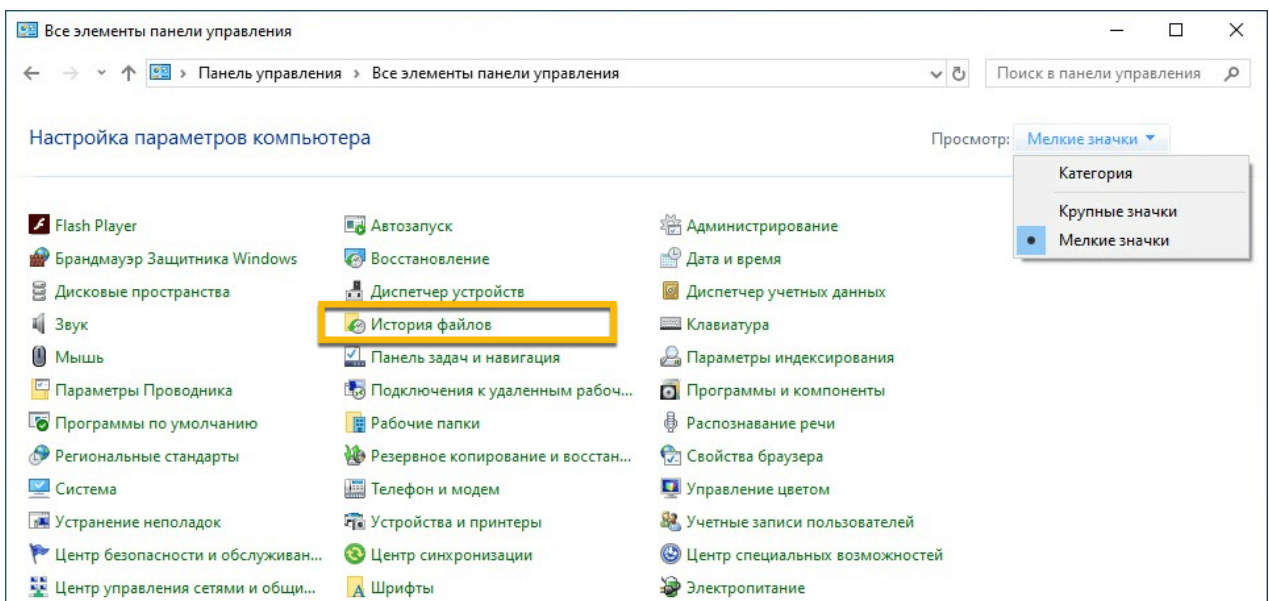 Все элементы панели управления
Панель управления › Все элементы панели управления
Поиск в панели управления
Настройка параметров компьютера
Просмотр: Мелкие значки
Категория
Крупные значки
Мелкие значки
Flash Player
Автозапуск
Администрирование
Брандмауэр Защитника Windows
Восстановление
Дата и время
Дисковые пространства
Диспетчер устройств
Диспетчер учетных данных
Звук
История файлов
Клавиатура
Мышь
Панель задач и навигация
Параметры индексирования
Параметры Проводника
Подключения к удаленным рабоч...
Программы и компоненты
Программы по умолчанию
Рабочие папки
Распознавание речи
Региональные стандарты
Резервное копирование и восстан...
Свойства браузера
Система
Телефон и модем
Управление цветом
Устранение неполадок
Устройства и принтеры
Учетные записи пользователей
Центр безопасности и обслуживан...
Центр синхронизации
Центр специальных возможностей
Центр управления сетями и общи...
Шрифты
Электропитание